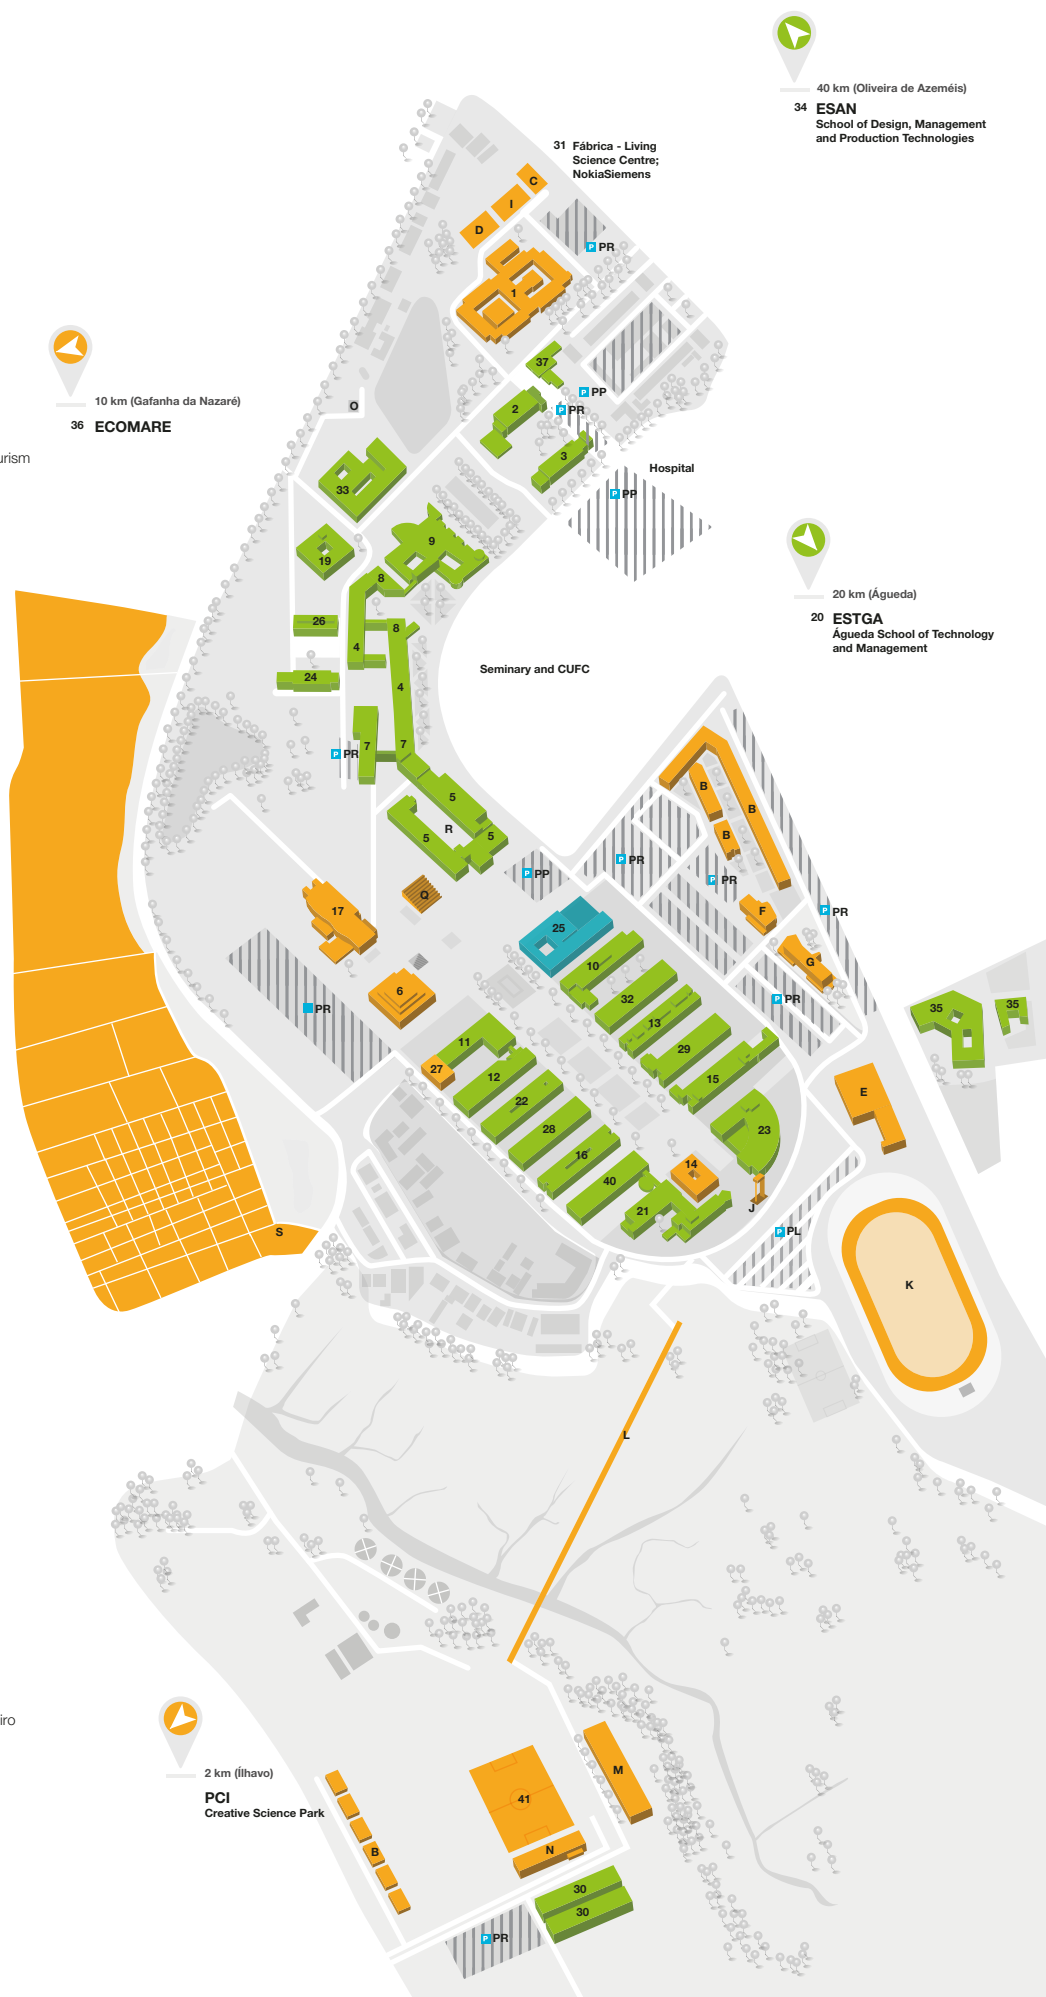 40 km (Oliveira de Azeméis)
34 ESAN
School of Design, Management
and Production Technologies
31 Fábrica - Living
Science Centre;
NokiaSiemens
C
I
D
P PR
1
37
10 km (Gafanha da Nazaré)
36 ECOMARE
P PP
O
2
P PR
urism
3
Hospital
33
P PP
9
19
8
20 km (Águeda)
20 ESTGA
Águeda School of Technology
and Management
26
8
4
Seminary and CUFC
24
4
7
7
P PR
B
5
B
R
5
5
B
P PR
P PP
P PR
Q
17
F
P PR
25
G
10
6
32
P PR
PR
35
35
13
11
29
27
12
15
E
22
28
23
16
14
40
J
21
S
P PL
K
L
iro
2 km (Ílhavo)
PCI
Creative Science Park
M
41
B
N
30
30
P PR